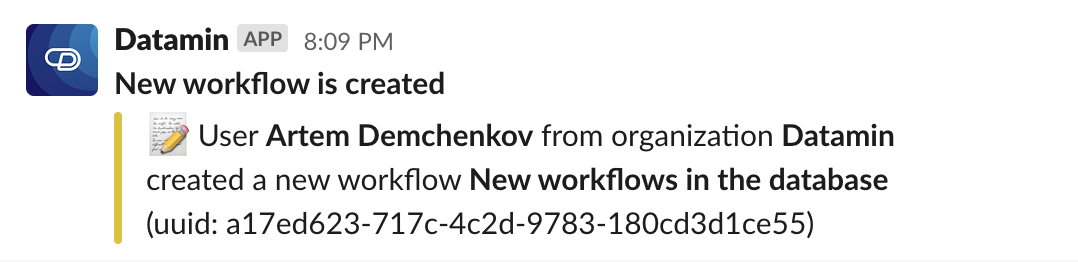 Datamin APP 8:09 PM
New workflow is created
📝 User Artem Demchenkov from organization Datamin
created a new workflow New workflows in the database
(uuid: a17ed623-717c-4c2d-9783-180cd3d1ce55)